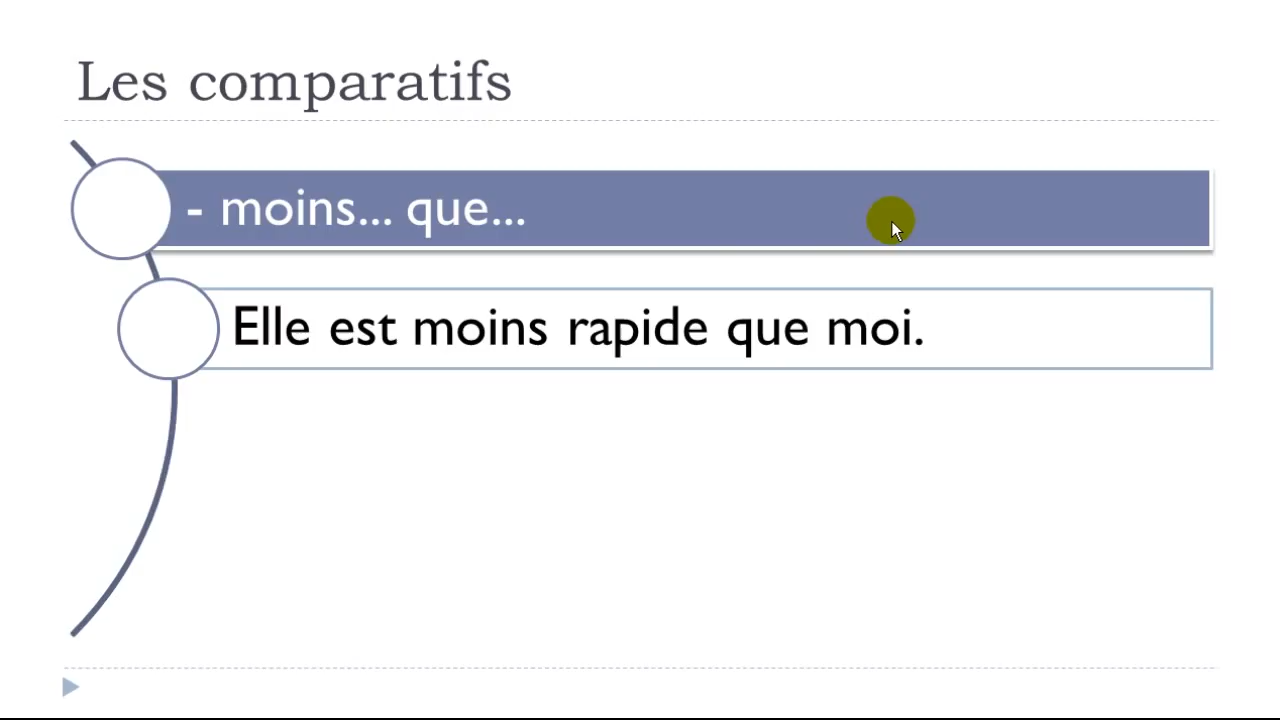 Les comparatifs
- moins... que...
Elle est moins rapide que moi.